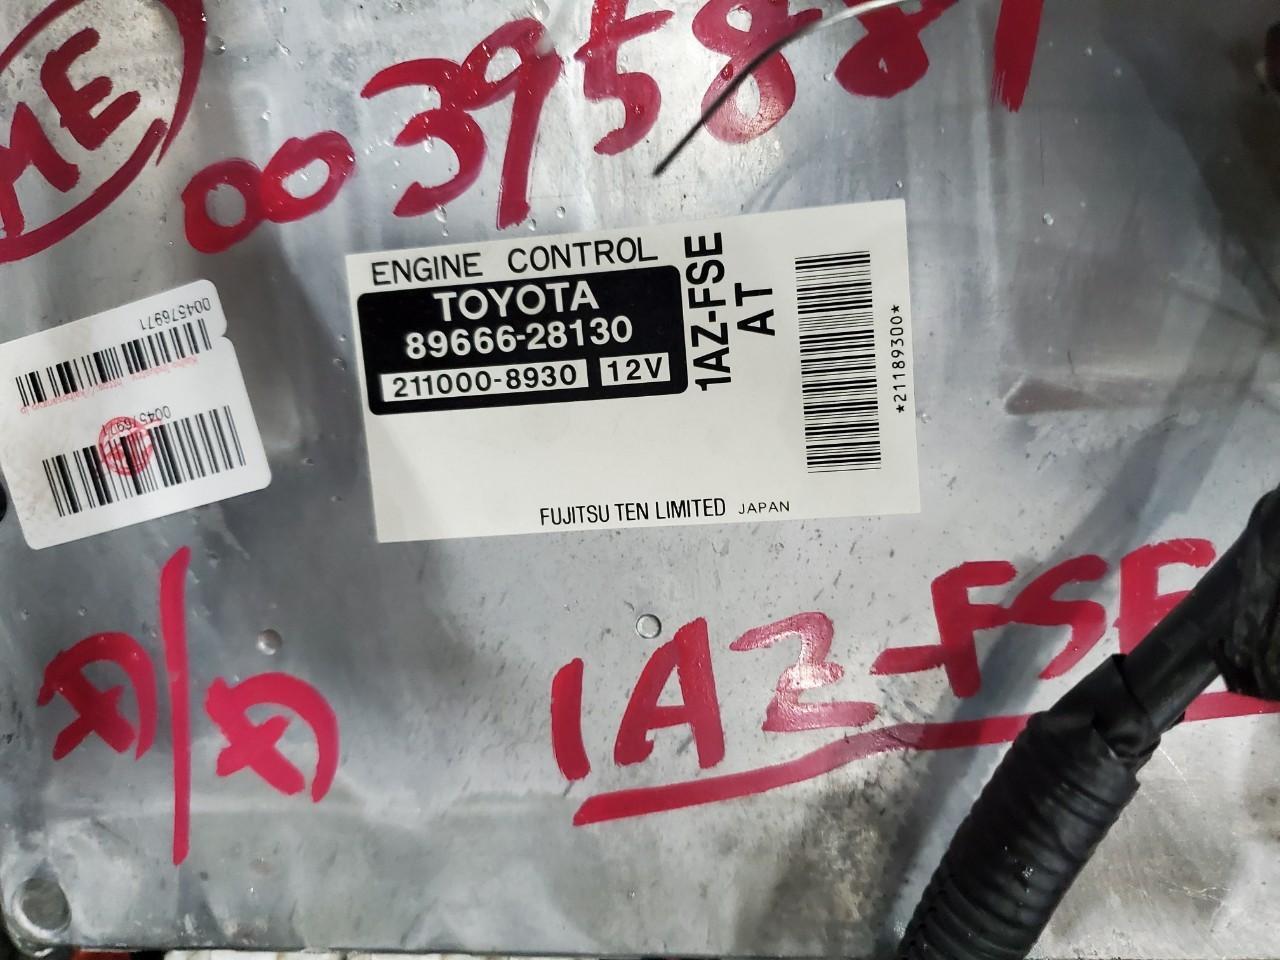 ME
00395881
ENGINE CONTROL
TOYOTA
89666-28130
211000-8930 12V
1AZ-FSE
AT
*21189300*
FUJITSU TEN LIMITED JAPAN
004576971
004576971
1AZ-FSE